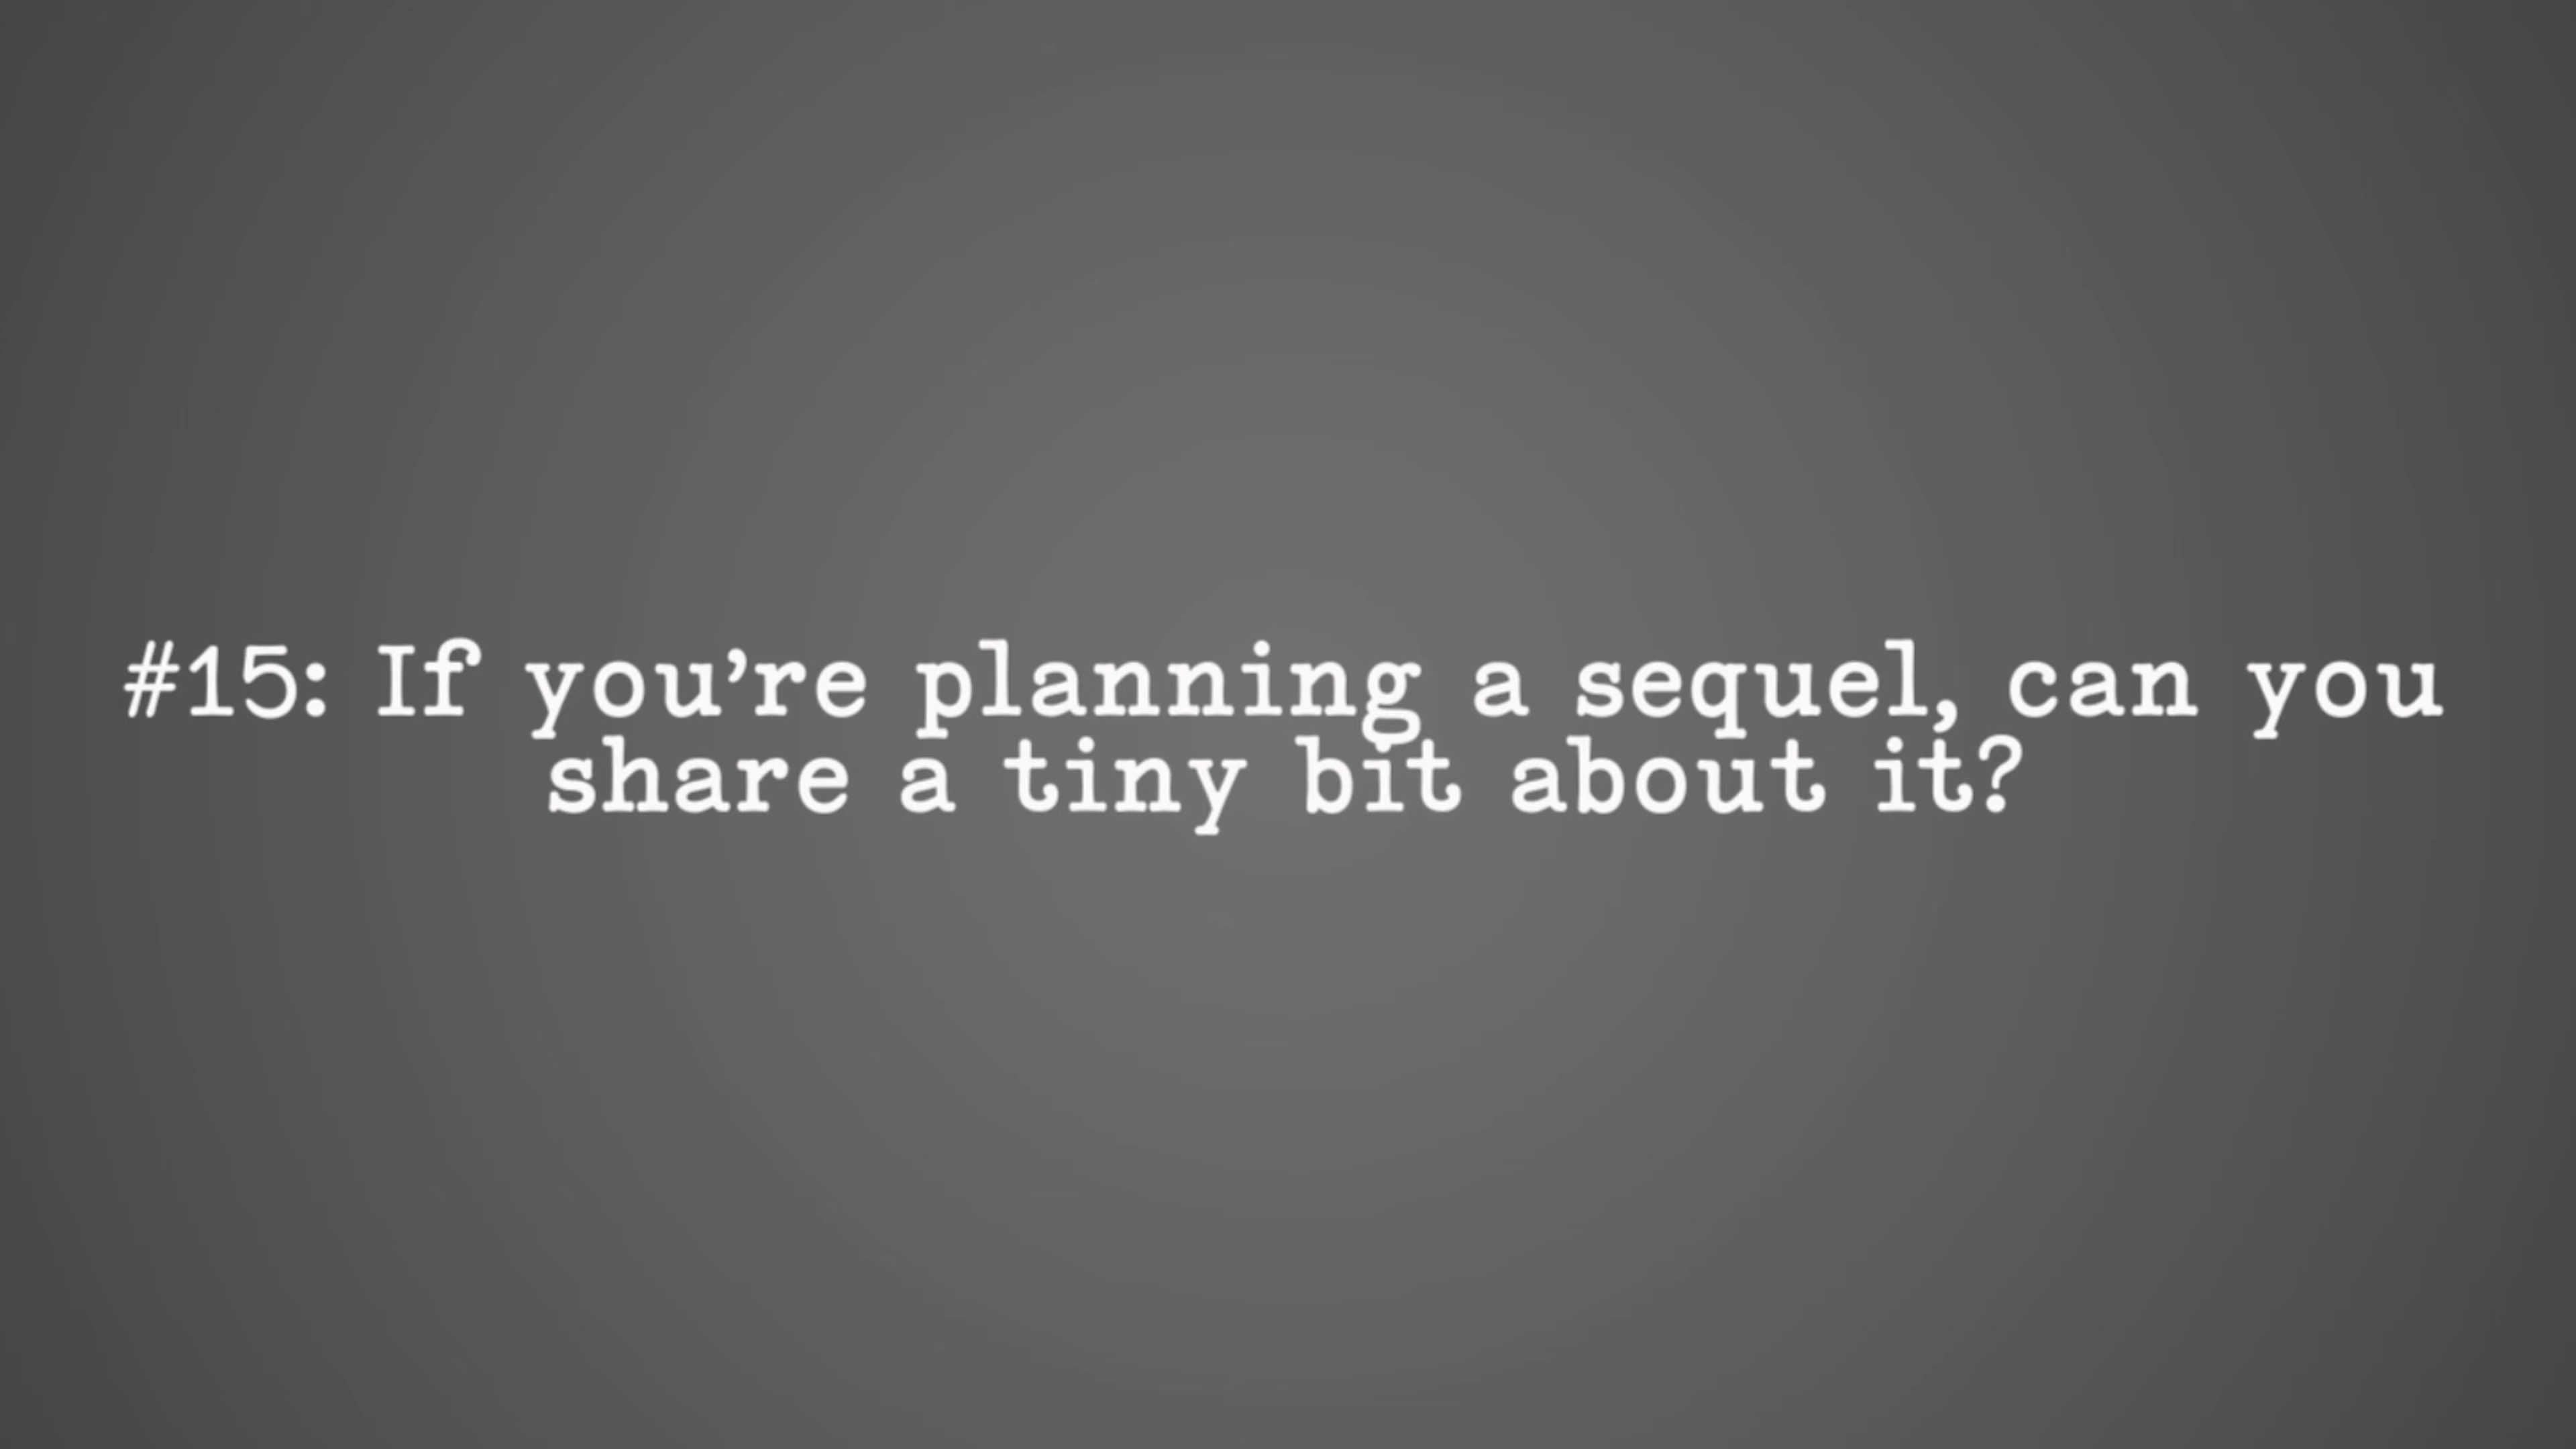 #15: If you’re planning a sequel, can you
share a tiny bit about it?